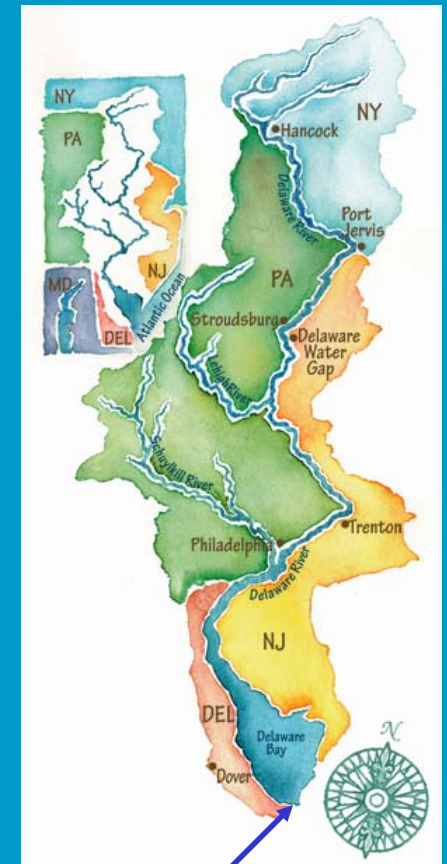 NY
PA
MD
NJ
DEL
Atlantic Ocean
NY
Hancock
Delaware River
Port
Jervis
PA
Stroudsburg
Delaware
Water
Gap
Lehigh River
Schuylkill River
Trenton
Philadelphia
Delaware River
NJ
DEL
Delaware
Bay
Dover
N